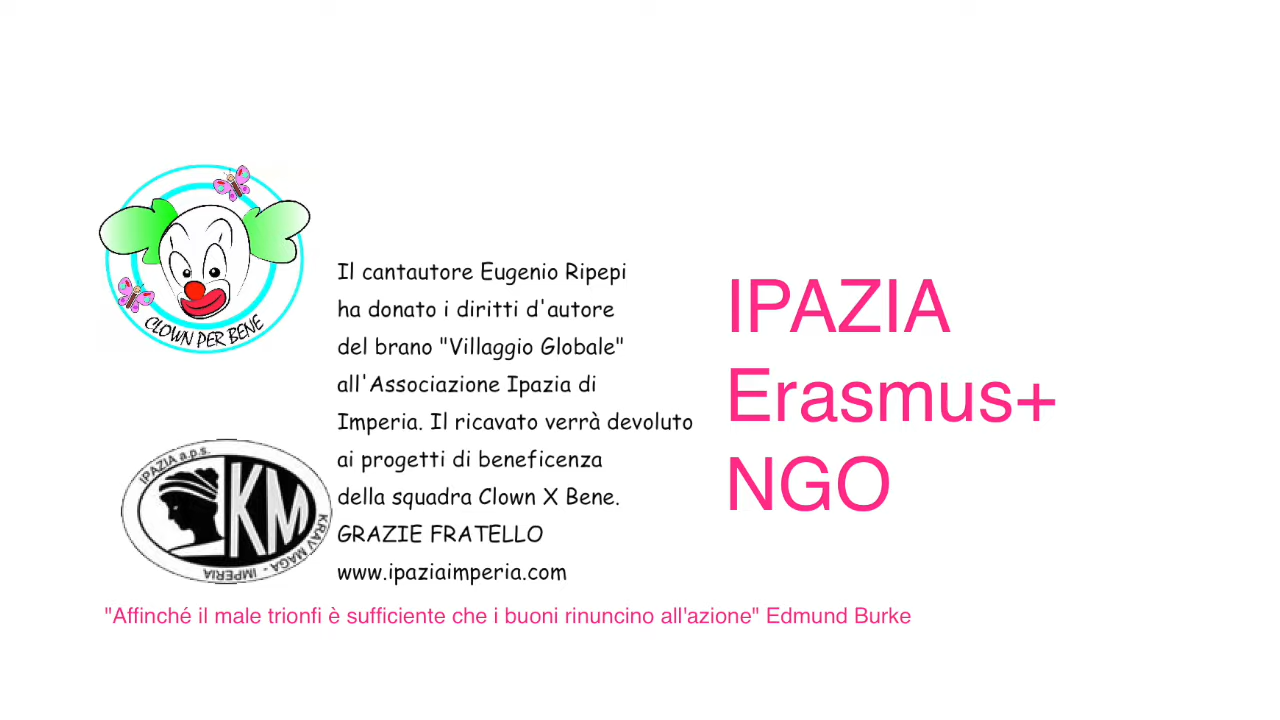 CLOWN PER BENE
Il cantautore Eugenio Ripepi
ha donato i diritti d'autore
del brano "Villaggio Globale"
all'Associazione Ipazia di
Imperia. Il ricavato verrà devoluto
ai progetti di beneficenza
della squadra Clown X Bene.
GRAZIE FRATELLO
www.ipaziaimperia.com
IPAZIA
Erasmus+
NGO
IPAZIA a.p.s.
KM
KRAV MAGA - IMPERIA
"Affinché il male trionfi è sufficiente che i buoni rinuncino all'azione" Edmund Burke